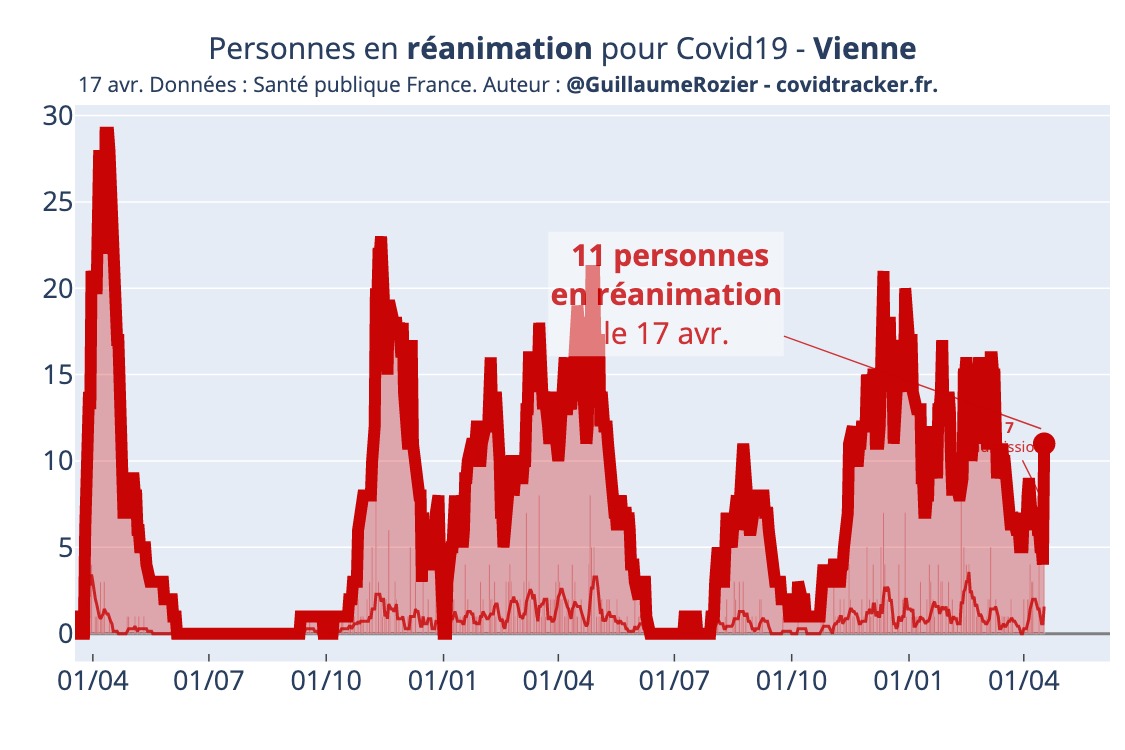 Personnes en réanimation pour Covid19 - Vienne
17 avr. Données : Santé publique France. Auteur : @GuillaumeRozier - covidtracker.fr.
30
25
20
15
10
5
0
11 personnes
en réanimation
le 17 avr.
7
01/04 01/07 01/10 01/01 01/04 01/07 01/10 01/01 01/04